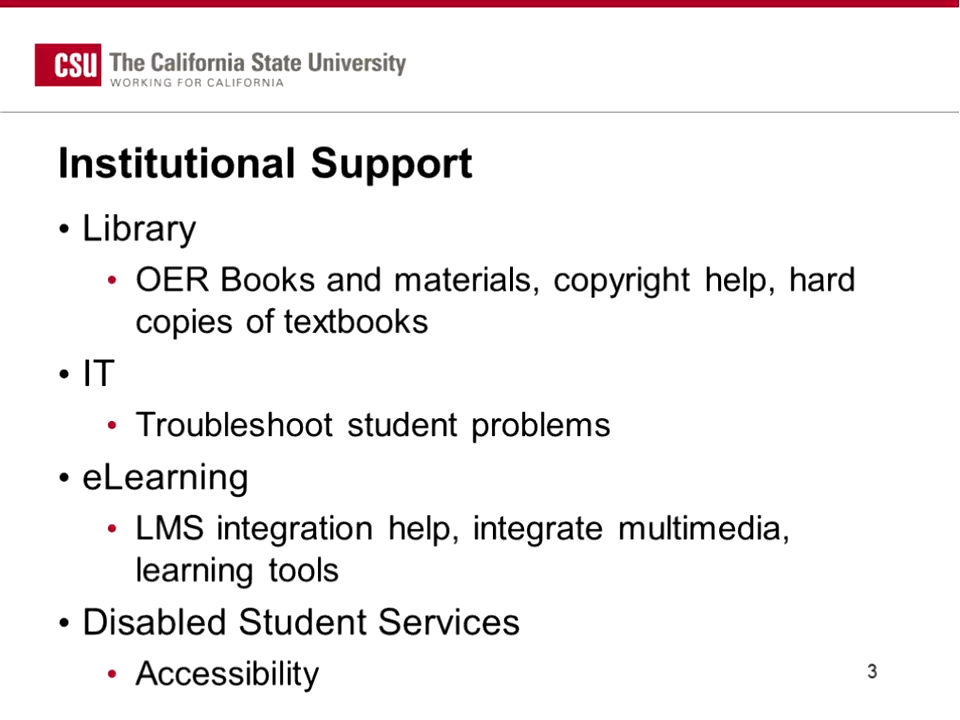 CSU The California State University
WORKING FOR CALIFORNIA
Institutional Support
• Library
• OER Books and materials, copyright help, hard
copies of textbooks
• IT
• Troubleshoot student problems
• eLearning
• LMS integration help, integrate multimedia,
learning tools
• Disabled Student Services
• Accessibility
3